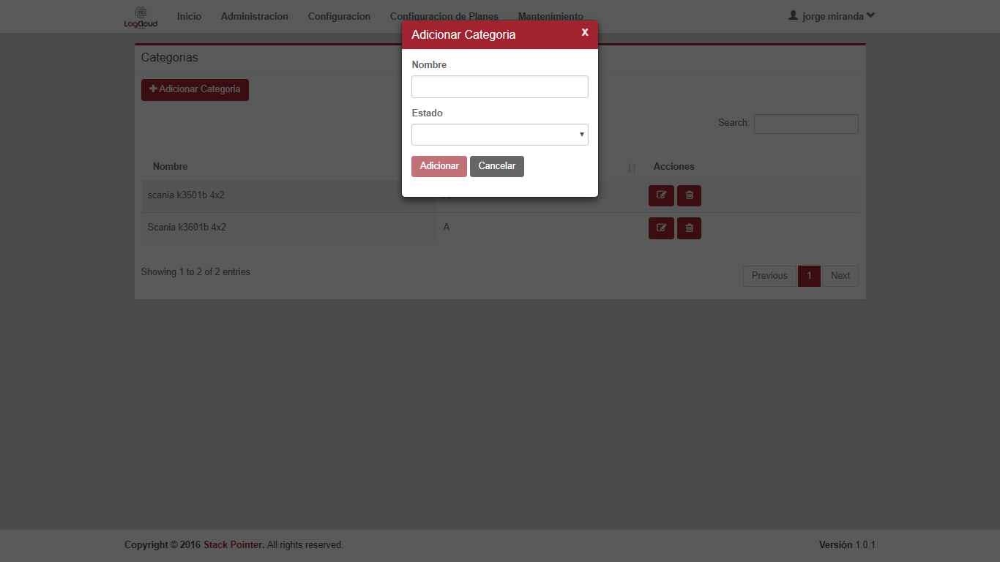 LogCloud
Inicio Administracion Configuracion Configuracion de Planes Mantenimiento jorge miranda
Adicionar Categoria x
Categorias
Nombre
Adicionar Categoria
Estado
Search:
Adicionar Cancelar
Nombre Acciones
scania k3501b 4x2
Scania k3601b 4x2 A
Showing 1 to 2 of 2 entries Previous 1 Next
Copyright © 2016 Stack Pointer. All rights reserved. Versión 1.0.1